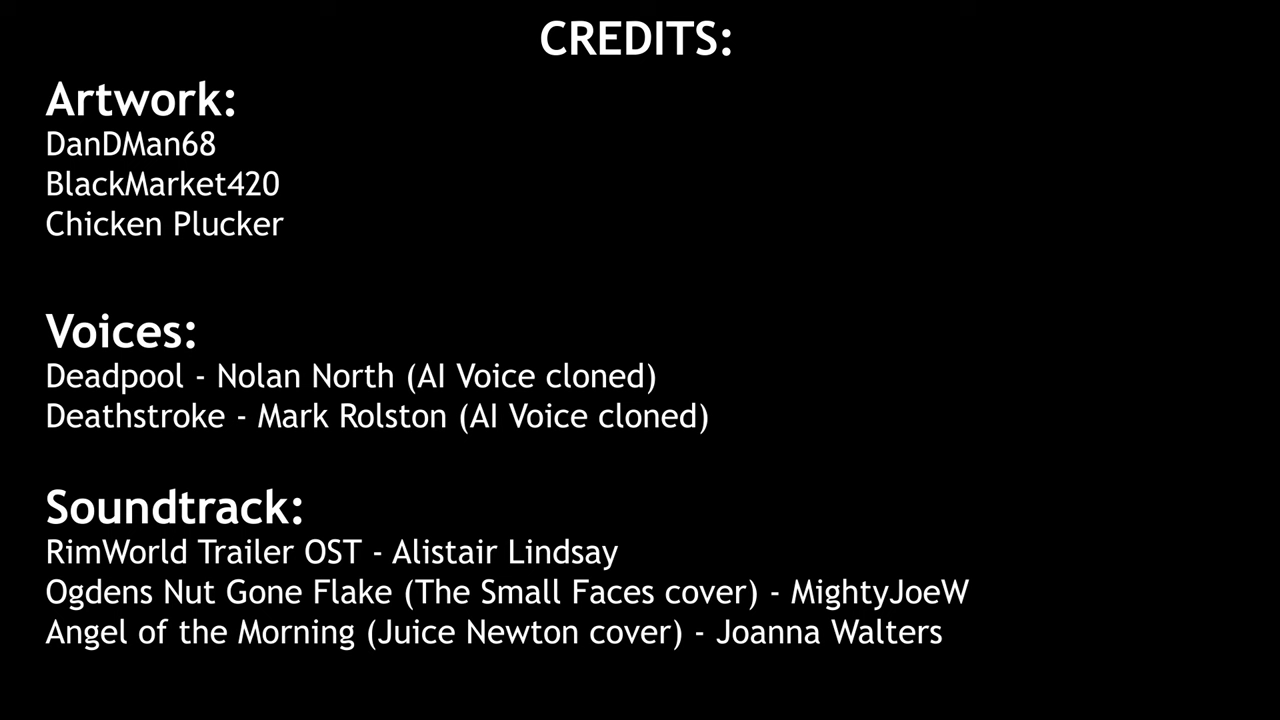 CREDITS:
Artwork:
DanDMan68
BlackMarket420
Chicken Plucker
Voices:
Deadpool - Nolan North (AI Voice cloned)
Deathstroke - Mark Rolston (AI Voice cloned)
Soundtrack:
RimWorld Trailer OST - Alistair Lindsay
Ogdens Nut Gone Flake (The Small Faces cover) - MightyJoeW
Angel of the Morning (Juice Newton cover) - Joanna Walters